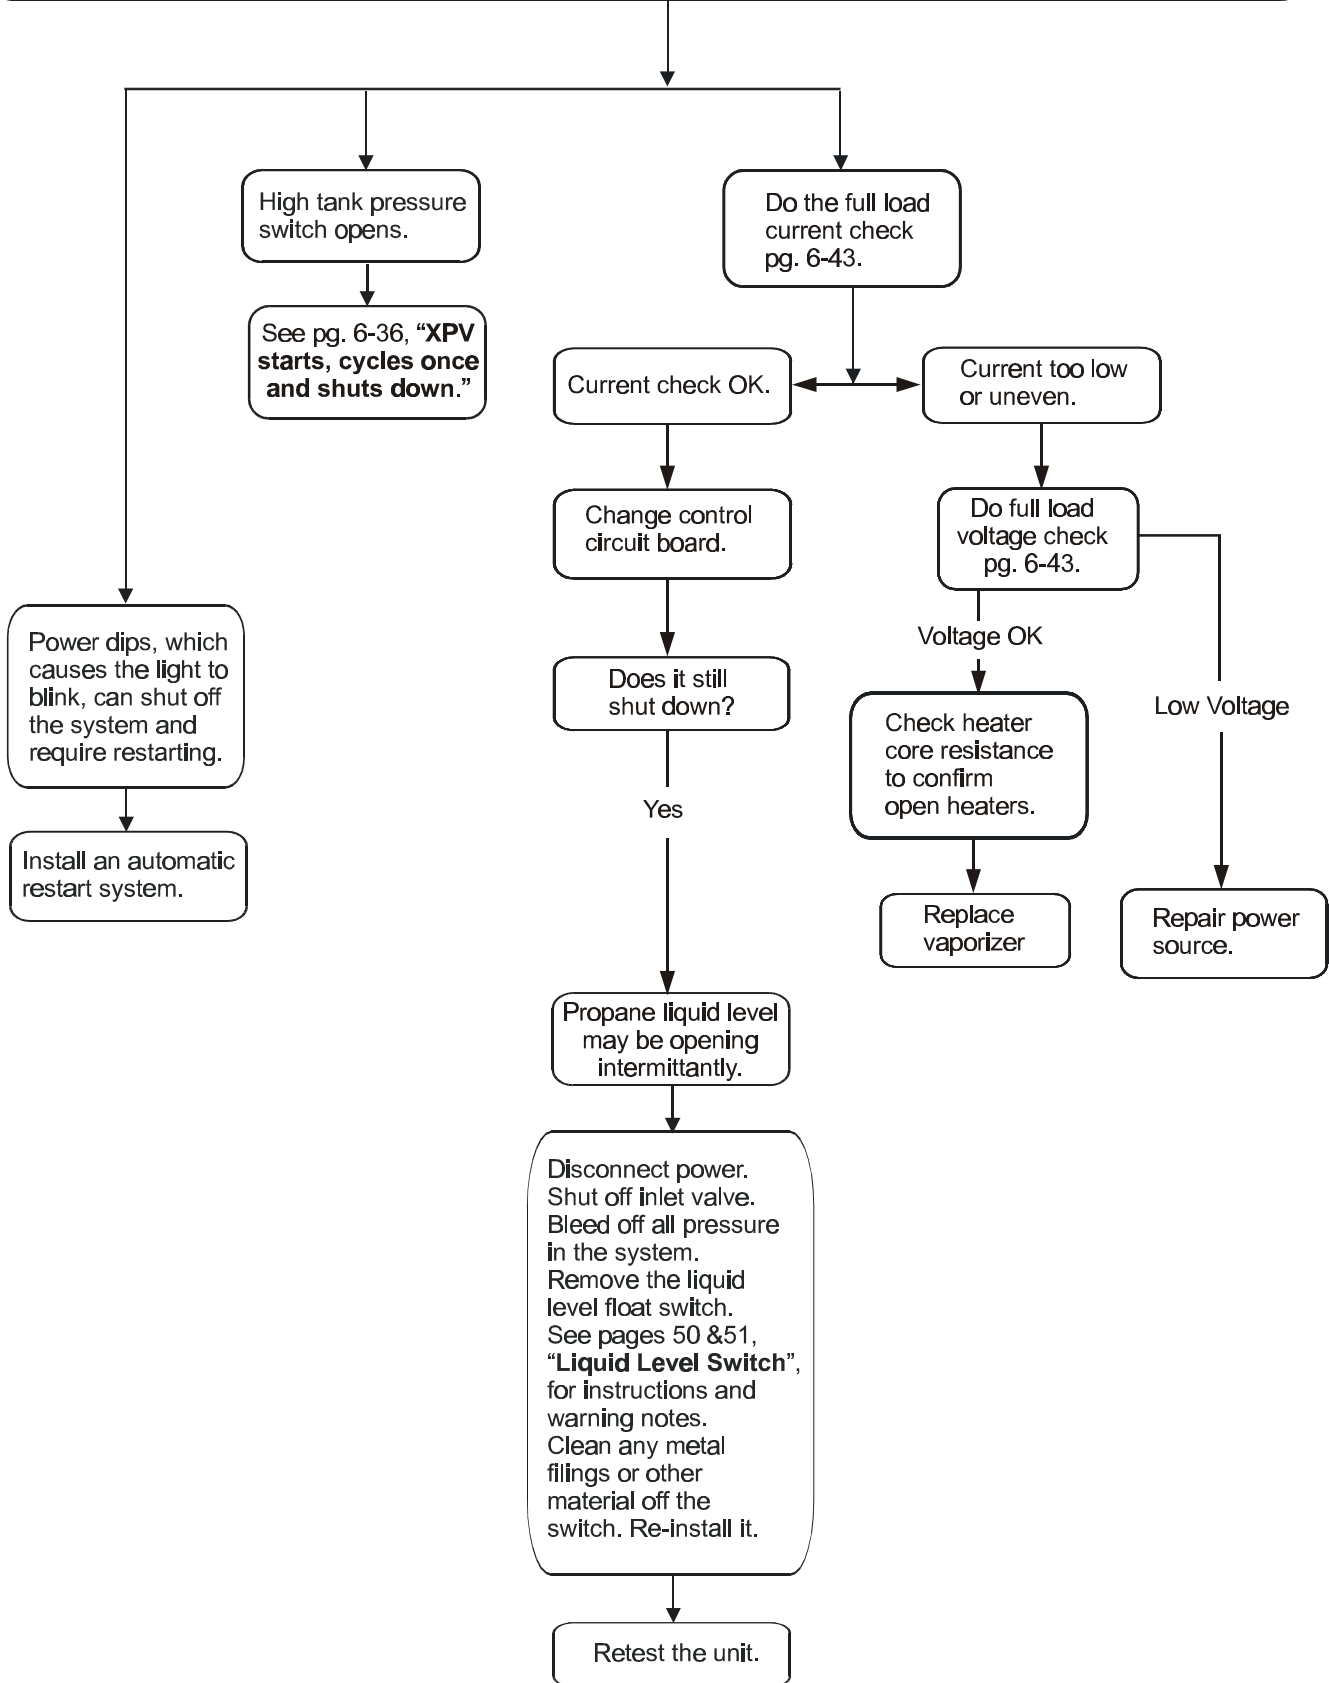 High tank pressure
switch opens.
Do the full load
current check
pg. 6-43.
See pg. 6-36, “XPV
starts, cycles once
and shuts down.”
Current check OK.
Current too low
or uneven.
Change control
circuit board.
Do full load
voltage check
pg. 6-43.
Power dips, which
causes the light to
blink, can shut off
the system and
require restarting.
Voltage OK
Does it still
shut down?
Low Voltage
Check heater
core resistance
to confirm
open heaters.
Yes
Install an automatic
restart system.
Replace
vaporizer
Repair power
source.
Propane liquid level
may be opening
intermittantly.
Disconnect power.
Shut off inlet valve.
Bleed off all pressure
in the system.
Remove the liquid
level float switch.
See pages 50 &51,
“Liquid Level Switch”,
for instructions and
warning notes.
Clean any metal
filings or other
material off the
switch. Re-install it.
Retest the unit.